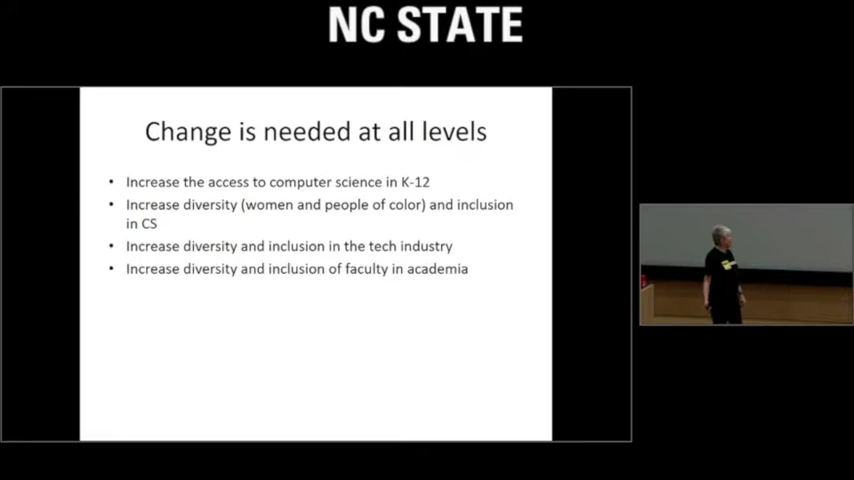 NC STATE
Change is needed at all levels
• Increase the access to computer science in K-12
• Increase diversity (women and people of color) and inclusion
in CS
• Increase diversity and inclusion in the tech industry
• Increase diversity and inclusion of faculty in academia